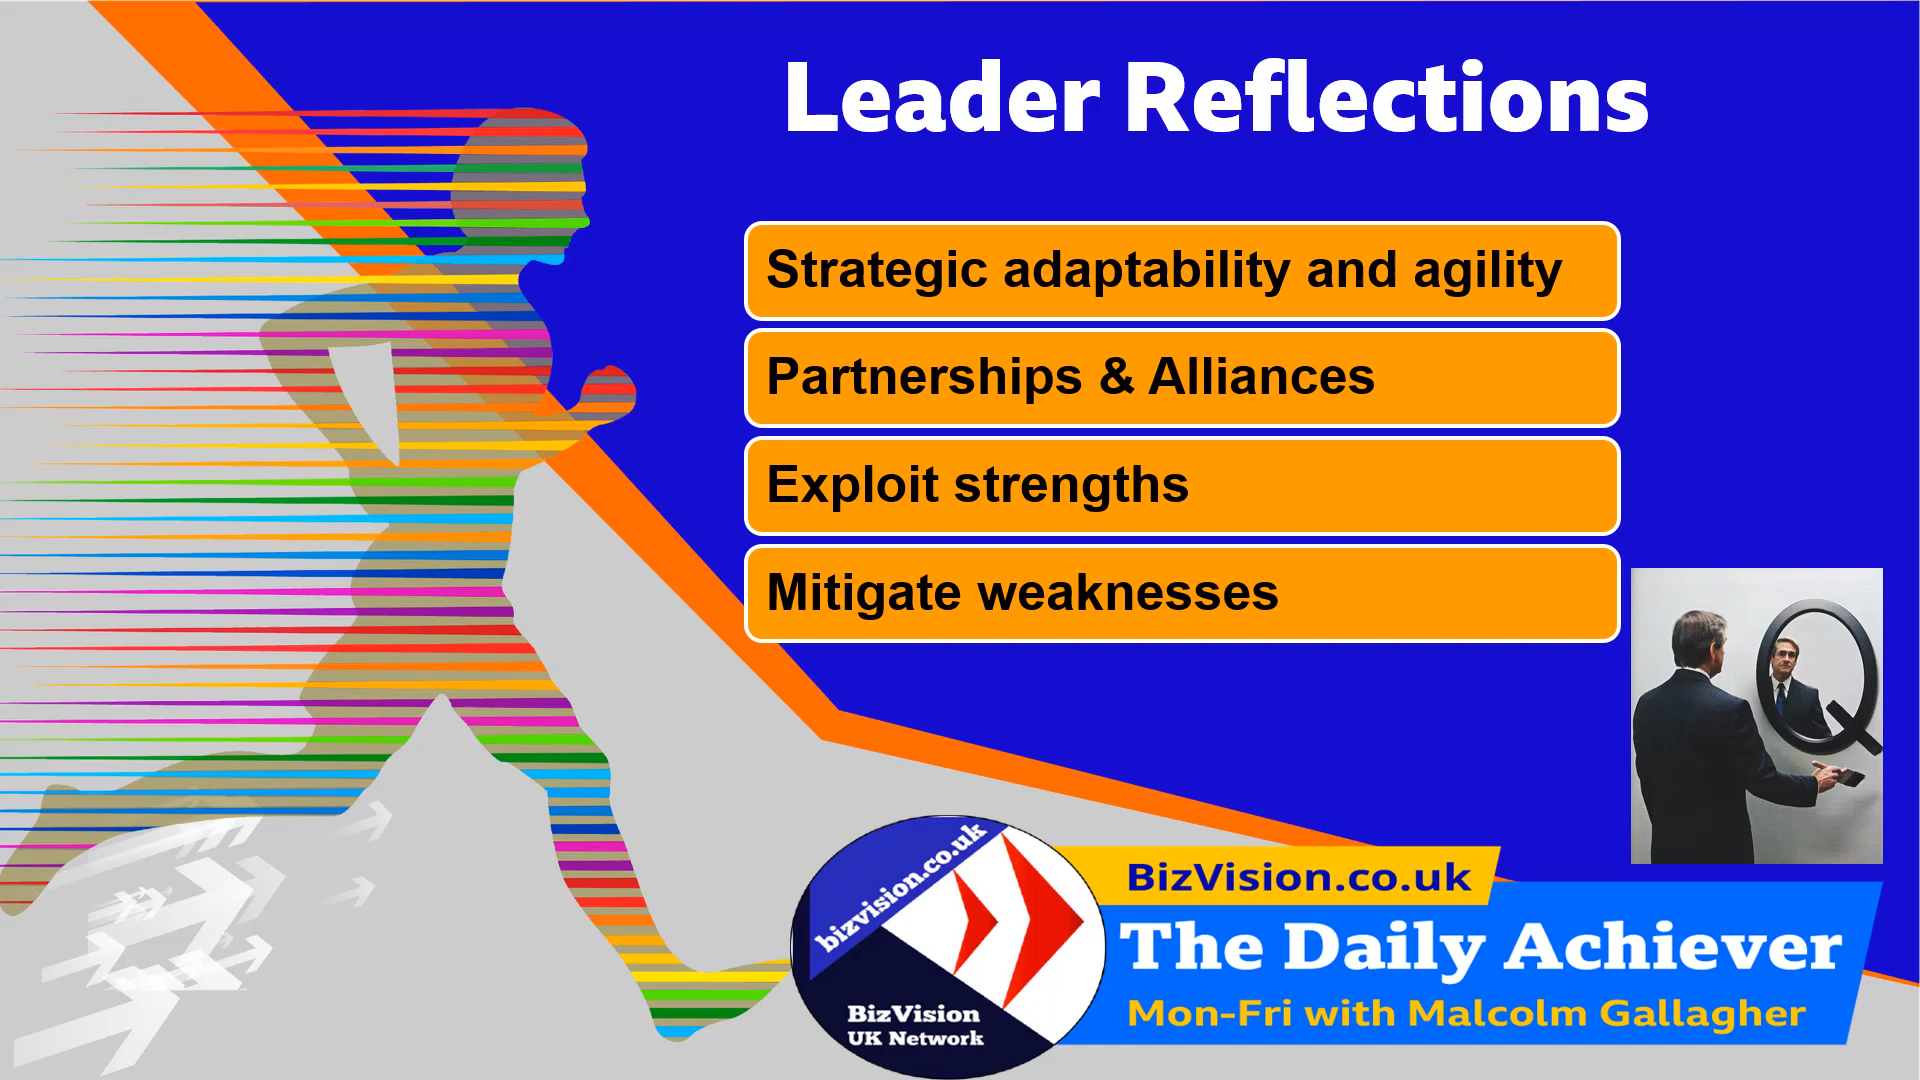 Leader Reflections
Strategic adaptability and agility
Partnerships & Alliances
Exploit strengths
Mitigate weaknesses
bizvision.co.uk
BizVision
UK Network
BizVision.co.uk
The Daily Achiever
Mon-Fri with Malcolm Gallagher